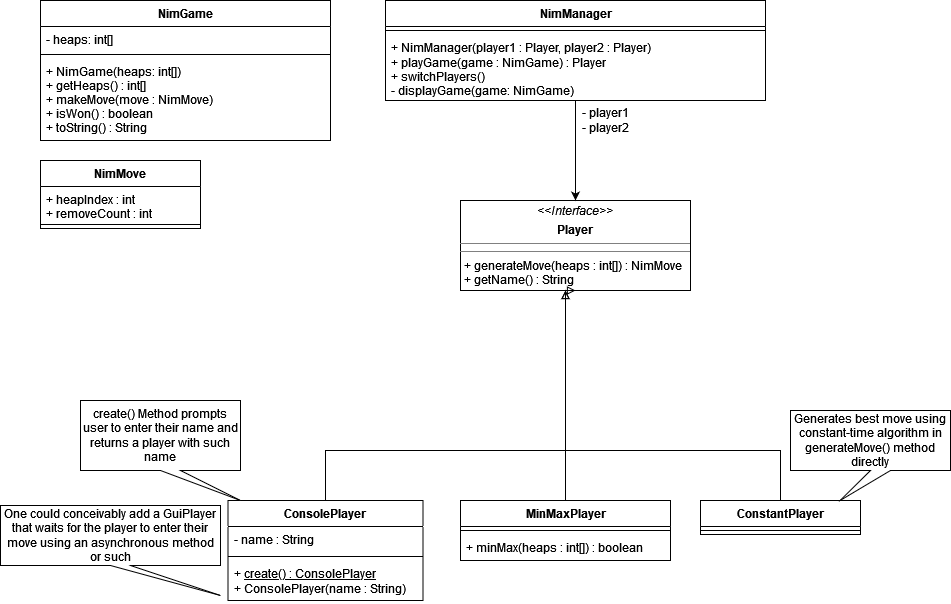 NimGame
- heaps: int[]
+ NimGame(heaps: int[])
+ getHeaps() : int[]
+ makeMove(move : NimMove)
+ isWon() : boolean
+ toString() : String
NimManager
+ NimManager(player1 : Player, player2 : Player)
+ playGame(game : NimGame) : Player
+ switchPlayers()
- displayGame(game: NimGame)
- player1
- player2
NimMove
+ heapIndex : int
+ removeCount : int
<<Interface>>
Player
+ generateMove(heaps : int[]) : NimMove
+ getName() : String
create() Method prompts
user to enter their name and
returns a player with such
name
Generates best move using
constant-time algorithm in
generateMove() method
directly
One could conceivably add a GuiPlayer
that waits for the player to enter their
move using an asynchronous method
or such
ConsolePlayer
- name : String
+ create() : ConsolePlayer
+ ConsolePlayer(name : String)
MinMaxPlayer
+ minMax(heaps : int[]) : boolean
ConstantPlayer